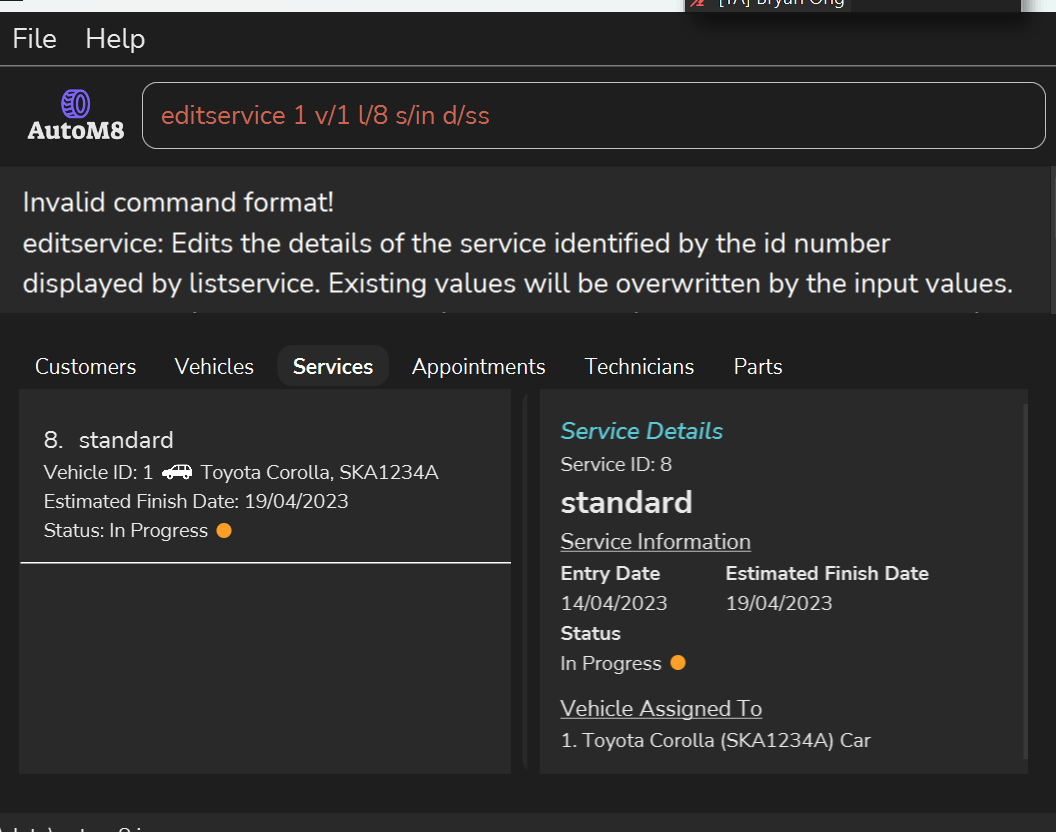 [TA] Bryan Ong
File Help
AutoM8
editservice 1 v/1 l/8 s/in d/ss
Invalid command format!
editservice: Edits the details of the service identified by the id number
displayed by listservice. Existing values will be overwritten by the input values.
Customers Vehicles Services Appointments Technicians Parts
8. standard
Vehicle ID: 1 Toyota Corolla, SKA1234A
Estimated Finish Date: 19/04/2023
Status: In Progress
Service Details
Service ID: 8
standard
Service Information
Entry Date Estimated Finish Date
14/04/2023 19/04/2023
Status
In Progress
Vehicle Assigned To
1. Toyota Corolla (SKA1234A) Car